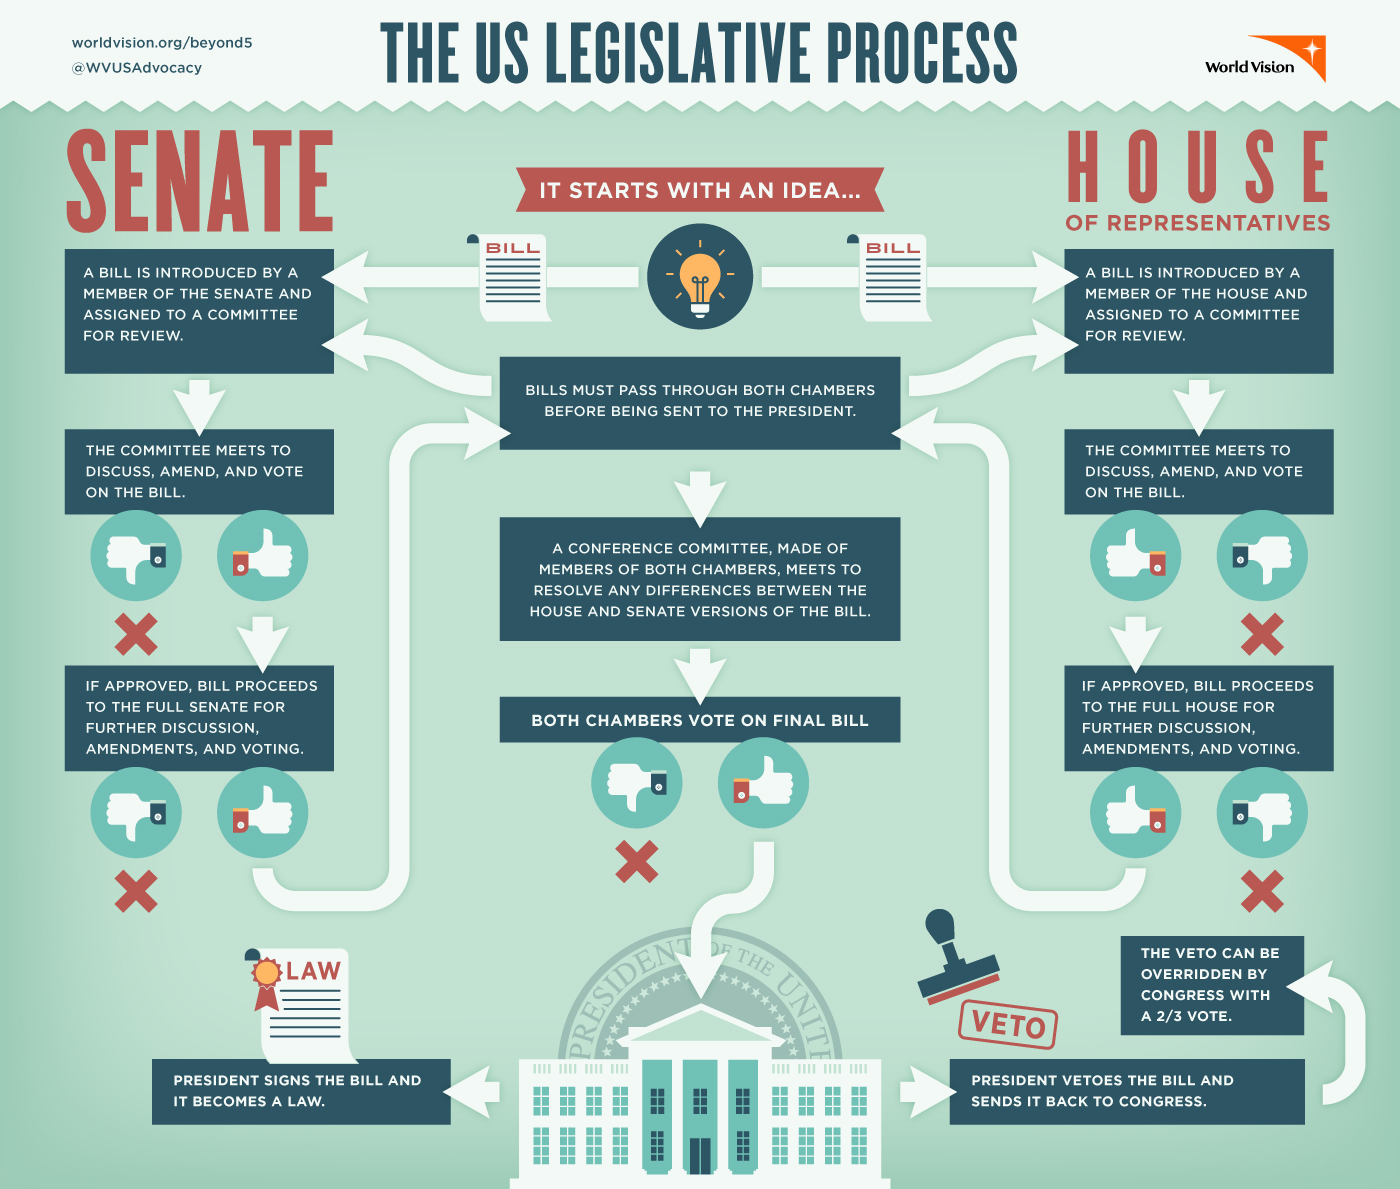 worldvision.org/beyond5
@WVUSAdvocacy
THE US LEGISLATIVE PROCESS
World Vision
SENATE
HOUSE
OF REPRESENTATIVES
IT STARTS WITH AN IDEA...
BILL
BILL
A BILL IS INTRODUCED BY A
MEMBER OF THE SENATE AND
ASSIGNED TO A COMMITTEE
FOR REVIEW.
A BILL IS INTRODUCED BY A
MEMBER OF THE HOUSE AND
ASSIGNED TO A COMMITTEE
FOR REVIEW.
BILLS MUST PASS THROUGH BOTH CHAMBERS
BEFORE BEING SENT TO THE PRESIDENT.
THE COMMITTEE MEETS TO
DISCUSS, AMEND, AND VOTE
ON THE BILL.
THE COMMITTEE MEETS TO
DISCUSS, AMEND, AND VOTE
ON THE BILL.
A CONFERENCE COMMITTEE, MADE OF
MEMBERS OF BOTH CHAMBERS, MEETS TO
RESOLVE ANY DIFFERENCES BETWEEN THE
HOUSE AND SENATE VERSIONS OF THE BILL.
IF APPROVED, BILL PROCEEDS
TO THE FULL SENATE FOR
FURTHER DISCUSSION,
AMENDMENTS, AND VOTING.
IF APPROVED, BILL PROCEEDS
TO THE FULL HOUSE FOR
FURTHER DISCUSSION,
AMENDMENTS, AND VOTING.
BOTH CHAMBERS VOTE ON FINAL BILL
PRESIDENT OF THE UNITE
LAW
VETO
THE VETO CAN BE
OVERRIDDEN BY
CONGRESS WITH
A 2/3 VOTE.
PRESIDENT SIGNS THE BILL AND
IT BECOMES A LAW.
PRESIDENT VETOES THE BILL AND
SENDS IT BACK TO CONGRESS.